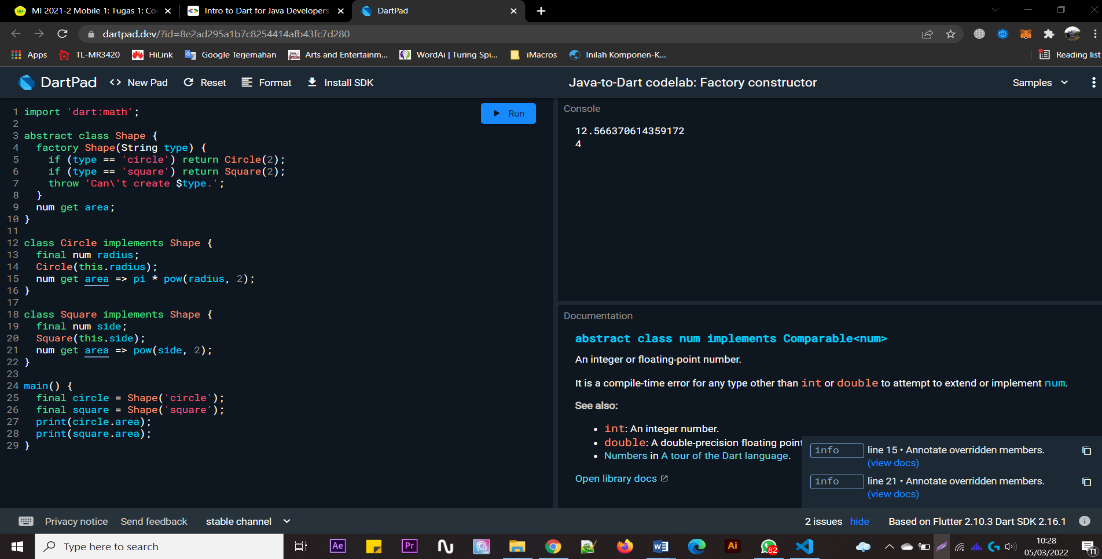 MI 2021-2 Mobile 1: Tugas 1: Co
Intro to Dart for Java Developers
DartPad
dartpad.dev/?id=8e2ad295a1b7c8254414afb43fc7d280
Apps
TL-MR3420
HiLink
Google Terjemahan
Arts and Entertainm...
WordAi | Turing Spi...
iMacros
Inilah Komponen-K...
Reading list
DartPad
<> New Pad
Reset
Format
Install SDK
Java-to-Dart codelab: Factory constructor
Samples
Run
1 import 'dart:math';
2
3 abstract class Shape {
4 factory Shape(String type) {
5 if (type == 'circle') return Circle(2);
6 if (type == 'square') return Square(2);
7 throw 'Can\'t create $type.';
8 }
9 num get area;
10 }
11
12 class Circle implements Shape {
13 final num radius;
14 Circle(this.radius);
15 num get area => pi * pow(radius, 2);
16 }
17
18 class Square implements Shape {
19 final num side;
20 Square(this.side);
21 num get area => pow(side, 2);
22 }
23
24 main() {
25 final circle = Shape('circle');
26 final square = Shape('square');
27 print(circle.area);
28 print(square.area);
29 }
Console
12.566370614359172
4
Documentation
abstract class num implements Comparable<num>
An integer or floating-point number.
It is a compile-time error for any type other than int or double to attempt to extend or implement num.
See also:
• int: An integer number.
• double: A double-precision floating point
• Numbers in A tour of the Dart language.
Open library docs
info line 15 • Annotate overridden members.
(view docs)
info line 21 • Annotate overridden members.
(view docs)
Privacy notice
Send feedback
stable channel
2 issues hide
Based on Flutter 2.10.3 Dart SDK 2.16.1
Type here to search
Ae
Pr
W
Ai
82
10:28
05/03/2022
11